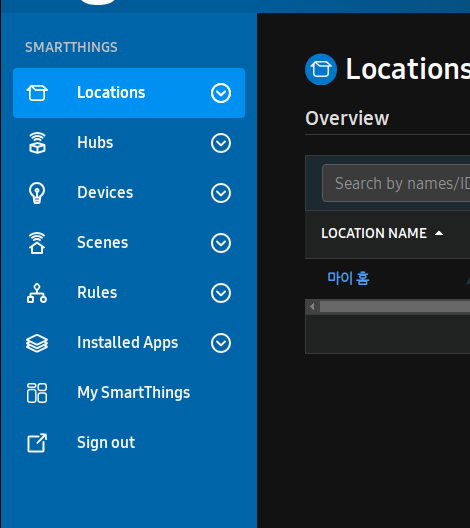 SMARTTHINGS
Locations
Hubs
Devices
Scenes
Rules
Installed Apps
My SmartThings
Sign out
Locations
Overview
Search by names/ID
LOCATION NAME
마이 홈